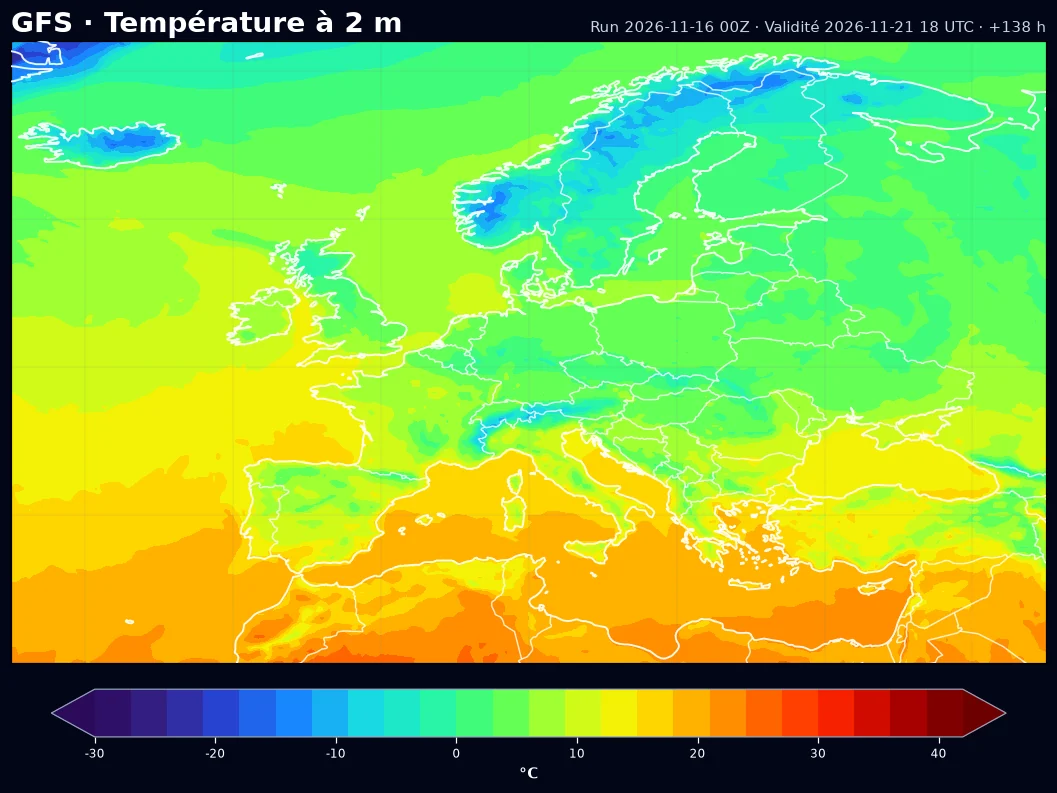 GFS · Température à 2 m
Run 2026-11-16 00Z · Validité 2026-11-21 18 UTC · +138 h
-30 -20 -10 0 10 20 30 40
°C